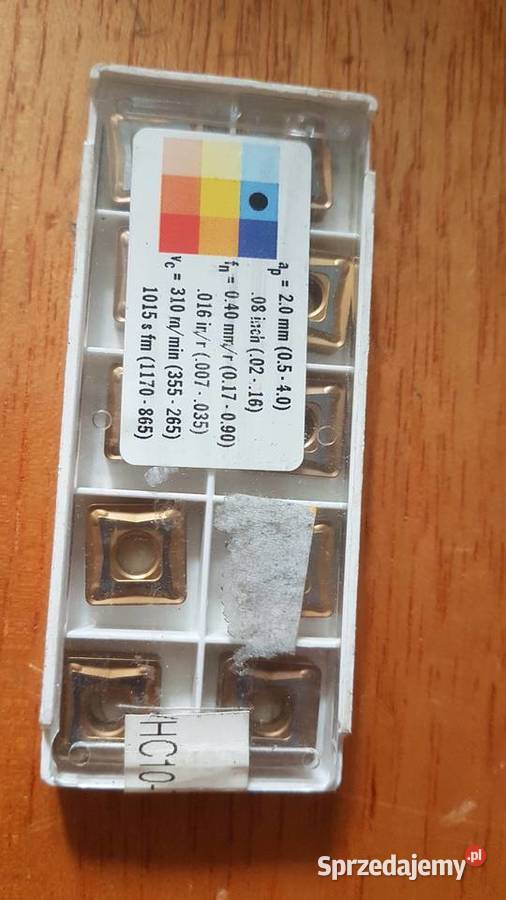 ap = 2.0 mm (0.5 - 4.0)
.08 inch (.02 - .16)
fn = 0.40 mm/r (0.17 - 0.90)
.016 in/r (.007 - .035)
vc = 310 m/min (355 - 265)
1015 s fm (1170 - 865)
HC10-
Sprzedajemy.pl